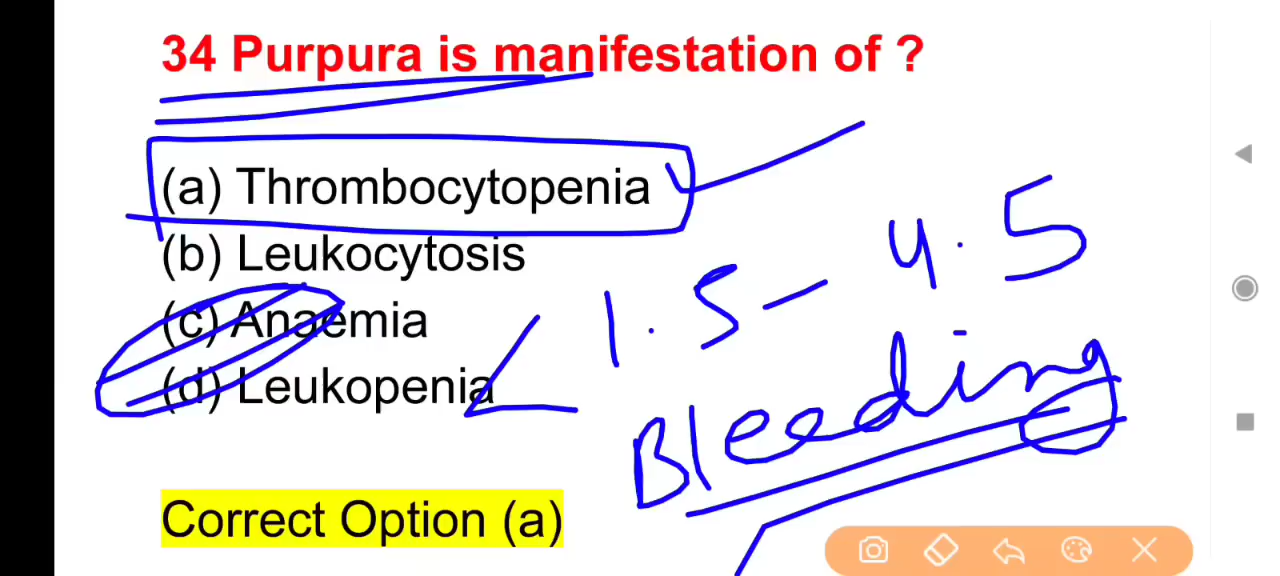 34 Purpura is manifestation of ?
(a) Thrombocytopenia
(b) Leukocytosis
(c) Anaemia
(d) Leukopenia
< 1.5 - 4.5
Bleeding
Correct Option (a)